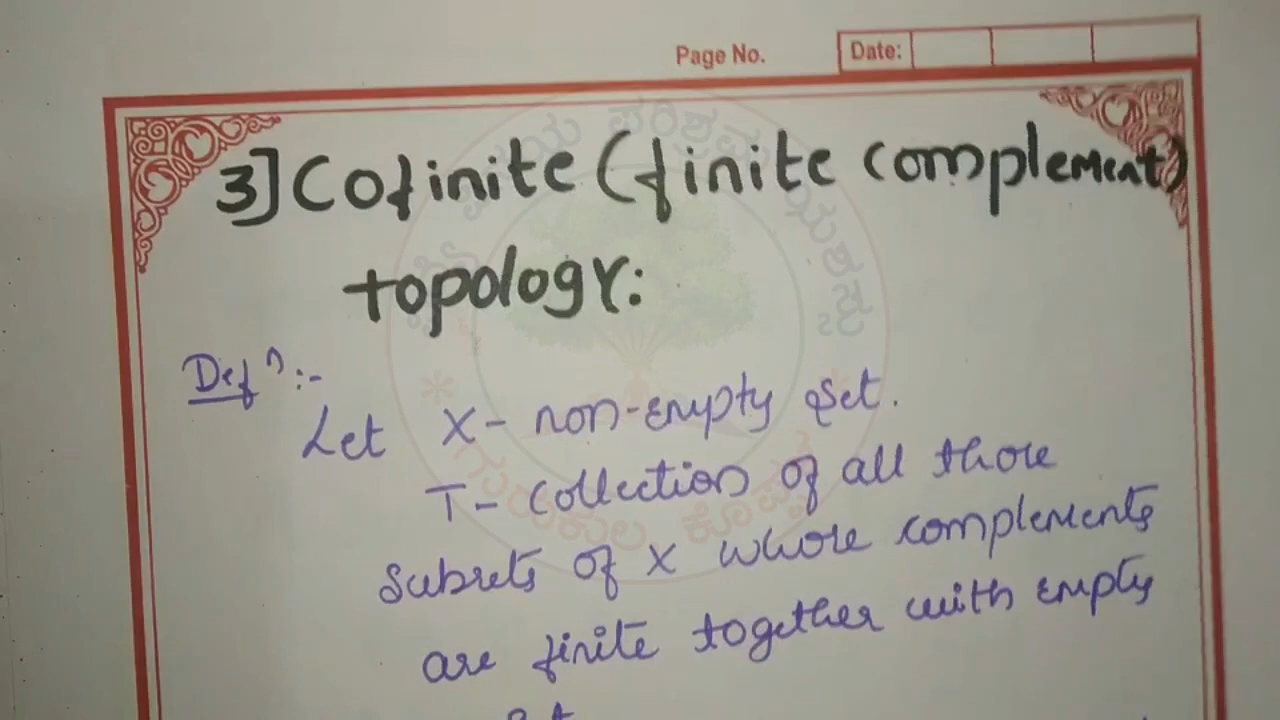 Page No.
Date:
3] Cofinite (finite complement)
topology:
Defⁿ :-
Let X - non-empty set.
T - collection of all those
subsets of X whose complements
are finite together with empty